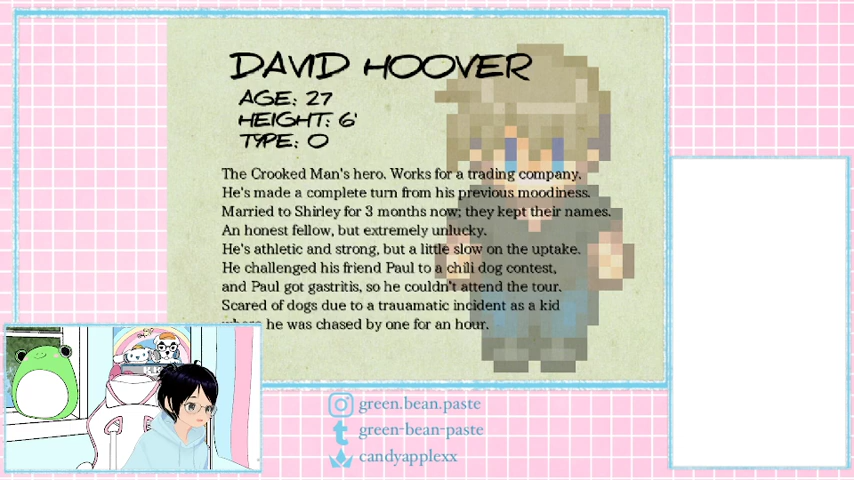 DAVID HOOVER
AGE: 27
HEIGHT: 6'
TYPE: O
The Crooked Man's hero. Works for a trading company.
He's made a complete turn from his previous moodiness.
Married to Shirley for 3 months now; they kept their names.
An honest fellow, but extremely unlucky.
He's athletic and strong, but a little slow on the uptake.
He challenged his friend Paul to a chili dog contest,
and Paul got gastritis, so he couldn't attend the tour.
Scared of dogs due to a trauamatic incident as a kid
where he was chased by one for an hour.
green.bean.paste
green-bean-paste
candyapplexx